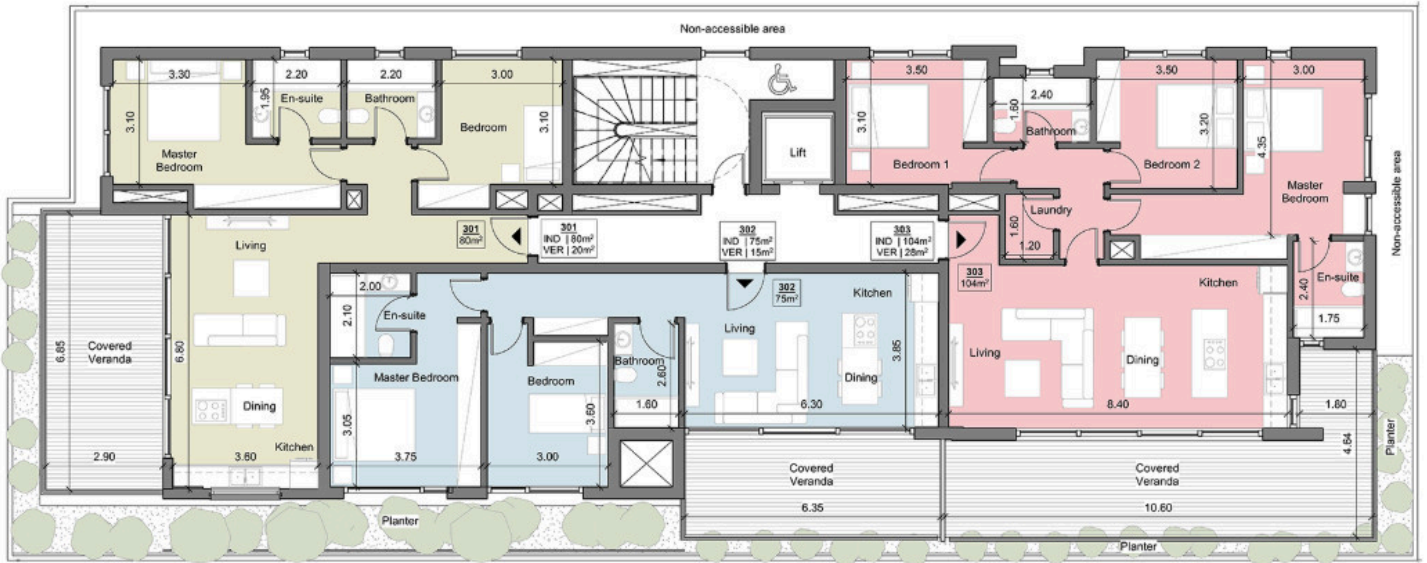 Non-accessible area
3.30
2.20
2.20
3.00
3.50
2.40
3.50
3.00
1.95
En-suite
Bathroom
3.10
Master
Bedroom
Bedroom
3.10
Lift
3.10
Bedroom 1
1.60
Bathroom
3.20
Bedroom 2
4.35
Master
Bedroom
Non-accessible area
Living
301
80m²
301
IND | 80m²
VER | 20m²
302
IND | 75m²
VER | 15m²
303
IND | 104m²
VER | 28m²
Laundry
1.60
1.20
303
104m²
6.85
Covered
Veranda
6.80
2.00
2.10
En-suite
302
75m²
Kitchen
Living
3.85
Kitchen
En-suite
2.40
1.75
Master Bedroom
Bedroom
Bathroom
2.60
Dining
Living
Dining
Dining
3.05
3.60
1.60
6.30
8.40
1.80
Kitchen
2.90
3.60
3.75
3.00
4.64
Planter
Covered
Veranda
Covered
Veranda
6.35
10.60
Planter
Planter